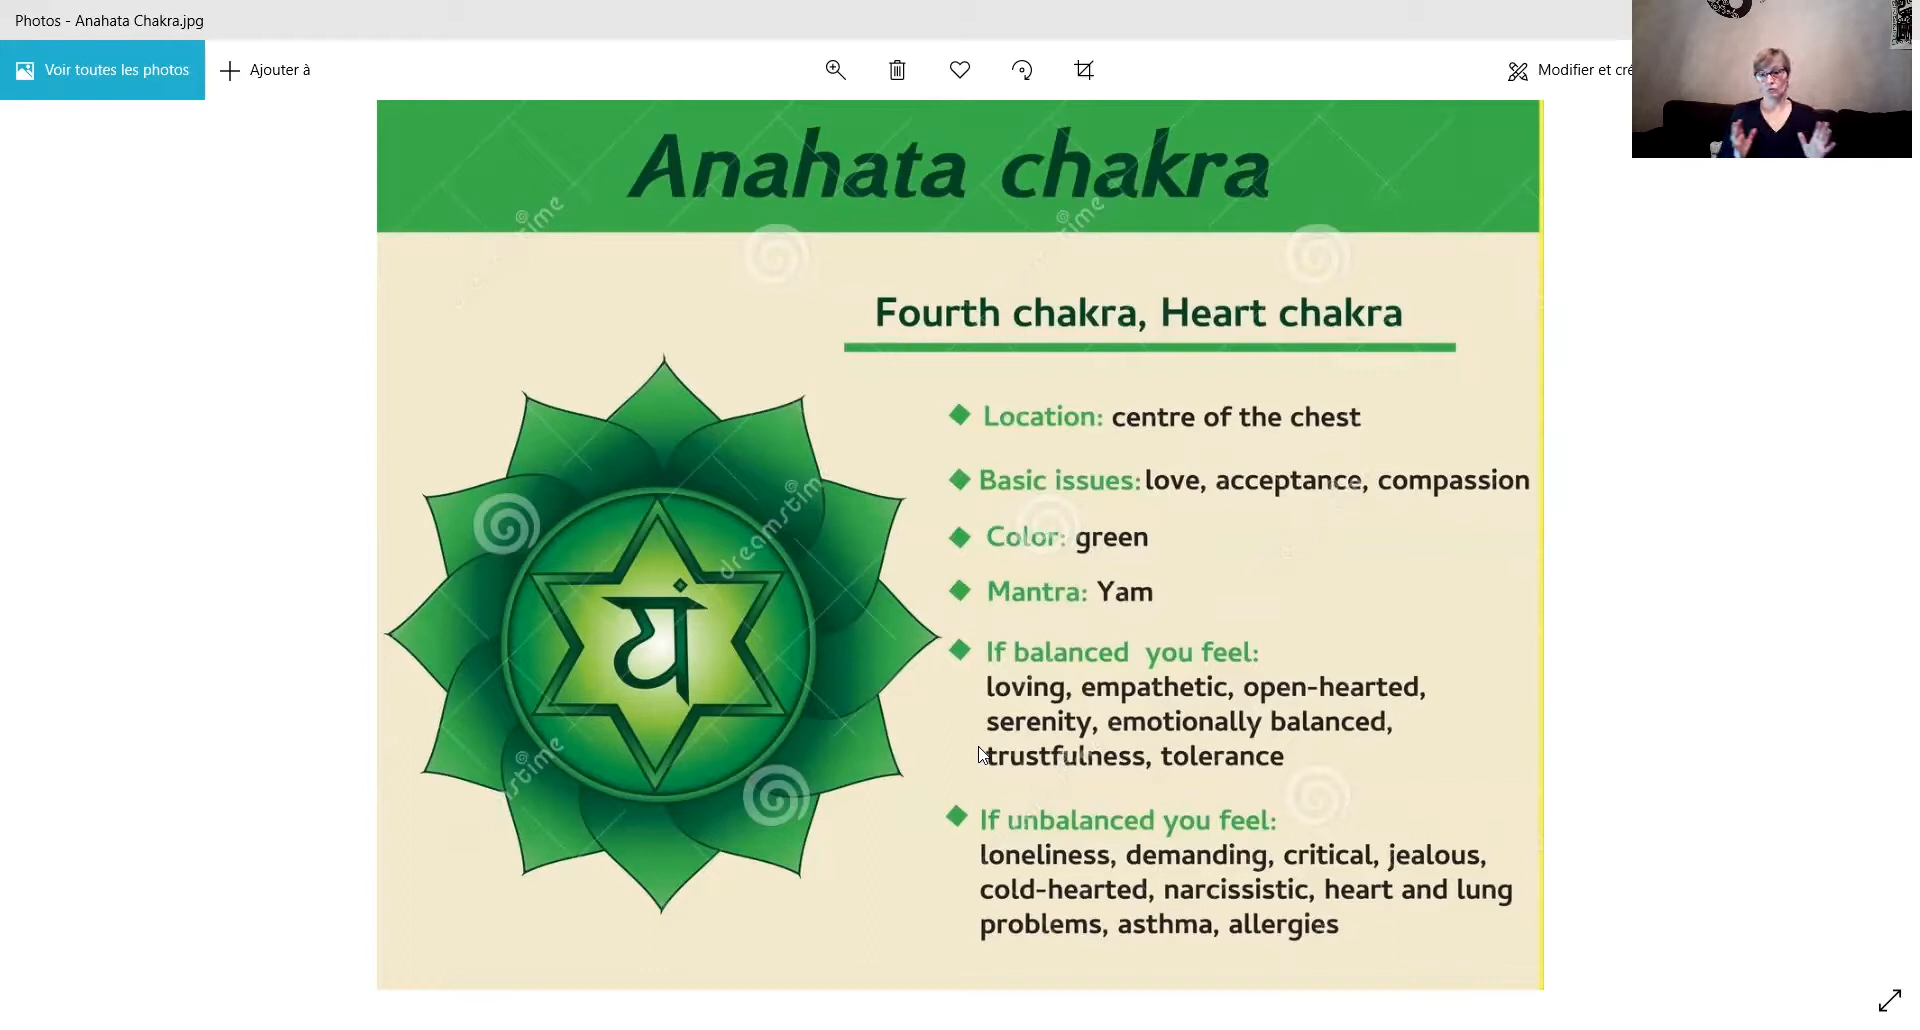 Photos - Anahata Chakra.jpg
Voir toutes les photos
Ajouter à
Modifier et cré
Anahata chakra
Fourth chakra, Heart chakra
Location: centre of the chest
Basic issues: love, acceptance, compassion
Color: green
Mantra: Yam
If balanced you feel:
loving, empathetic, open-hearted,
serenity, emotionally balanced,
trustfulness, tolerance
If unbalanced you feel:
loneliness, demanding, critical, jealous,
cold-hearted, narcissistic, heart and lung
problems, asthma, allergies
यं
dreamstime